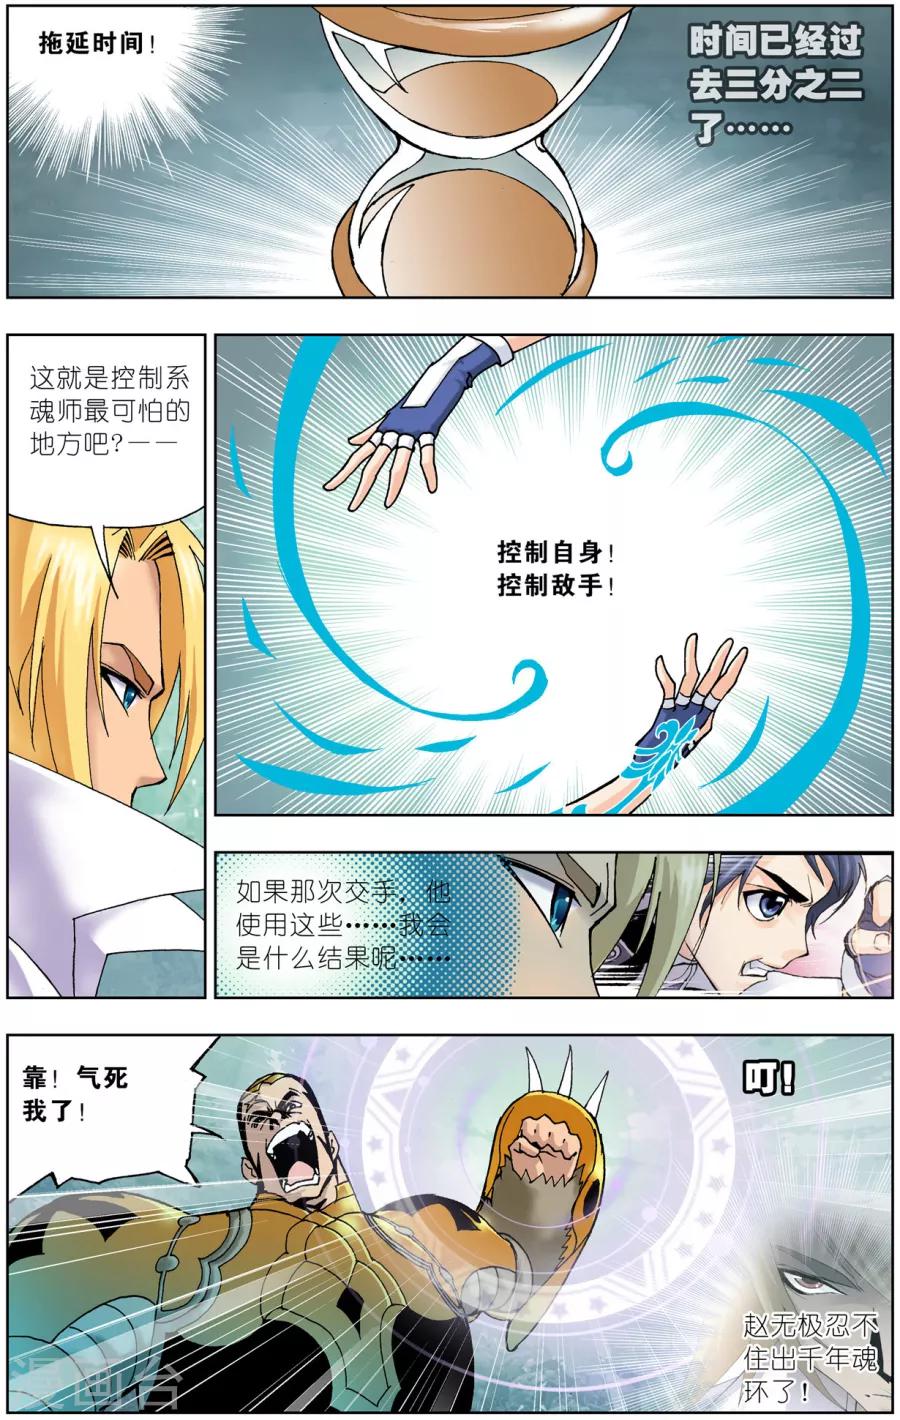 拖延时间！
时间已经过
去三分之二
了……
这就是控制系
魂师最可怕的
地方吧？——
控制自身！
控制敌手！
如果那次交手，他
使用这些……我会
是什么结果呢……
靠！气死
我了！
叮！
赵无极忍不
住出千年魂
环了！
漫画台